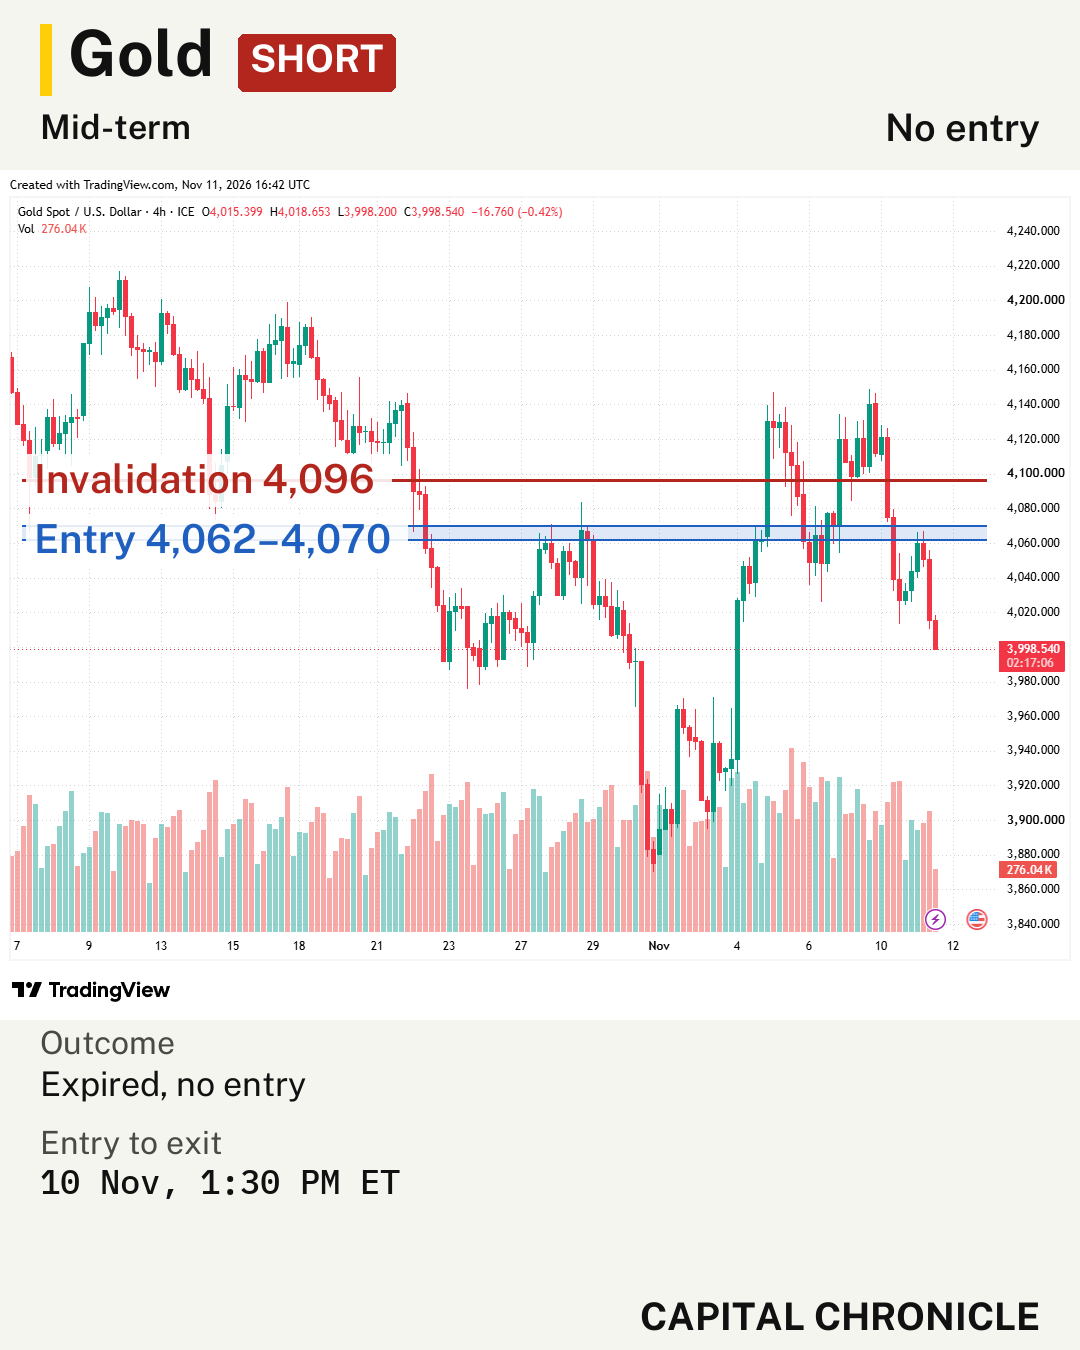 Gold SHORT
Mid-term
No entry
Created with TradingView.com, Nov 11, 2026 16:42 UTC
Gold Spot / U.S. Dollar · 4h · ICE O4,015.399 H4,018.653 L3,998.200 C3,998.540 −16.760 (−0.42%)
Vol 276.04K
4,240.000
4,220.000
4,200.000
4,180.000
4,160.000
4,140.000
4,120.000
4,100.000
4,080.000
4,060.000
4,040.000
4,020.000
3,998.540
02:17:06
3,980.000
3,960.000
3,940.000
3,920.000
3,900.000
3,880.000
276.04K
3,860.000
3,840.000
Invalidation 4,096
Entry 4,062–4,070
7 9 13 15 18 21 23 27 29 Nov 4 6 10 12
TradingView
Outcome
Expired, no entry
Entry to exit
10 Nov, 1:30 PM ET
CAPITAL CHRONICLE